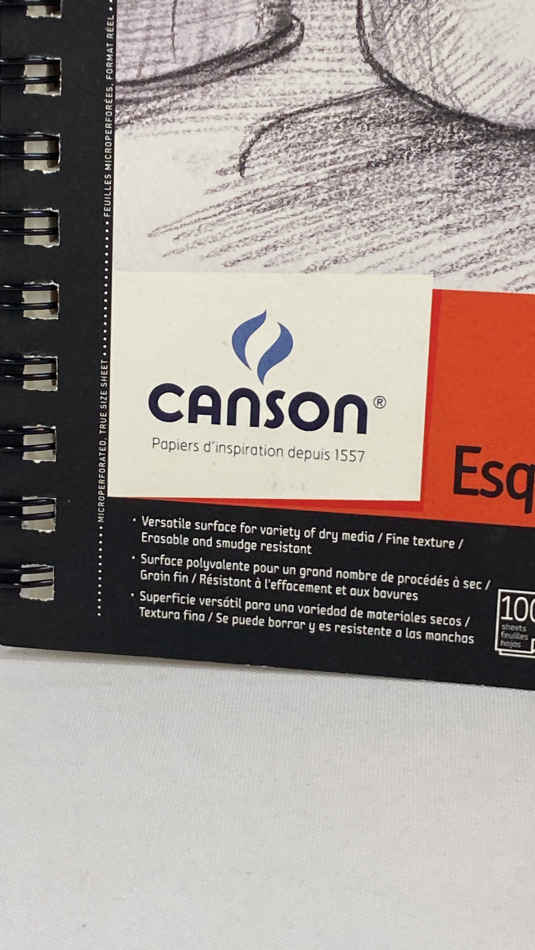 FEUILLES MICROPERFORÉES, FORMAT RÉEL
MICROPERFORATED, TRUE SIZE SHEET
CANSON®
Papiers d'inspiration depuis 1557
Esq
• Versatile surface for variety of dry media / Fine texture /
Erasable and smudge resistant
• Surface polyvalente pour un grand nombre de procédés à sec /
Grain fin / Résistant à l'effacement et aux bavures
• Superficie versátil para una variedad de materiales secos /
Textura fina / Se puede borrar y es resistente a las manchas
100
sheets
feuilles
hojas